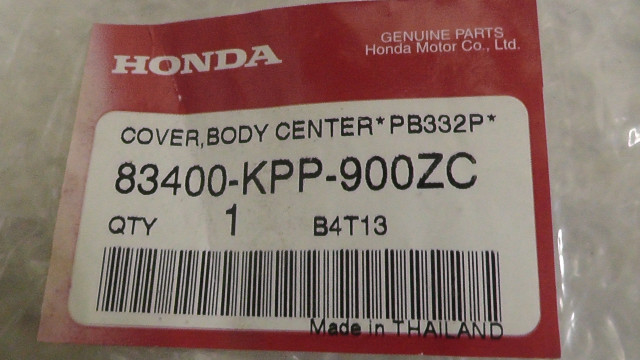 HONDA
GENUINE PARTS
Honda Motor Co., Ltd.
COVER,BODY CENTER*PB332P*
83400-KPP-900ZC
QTY 1 B4T13
Made in THAILAND